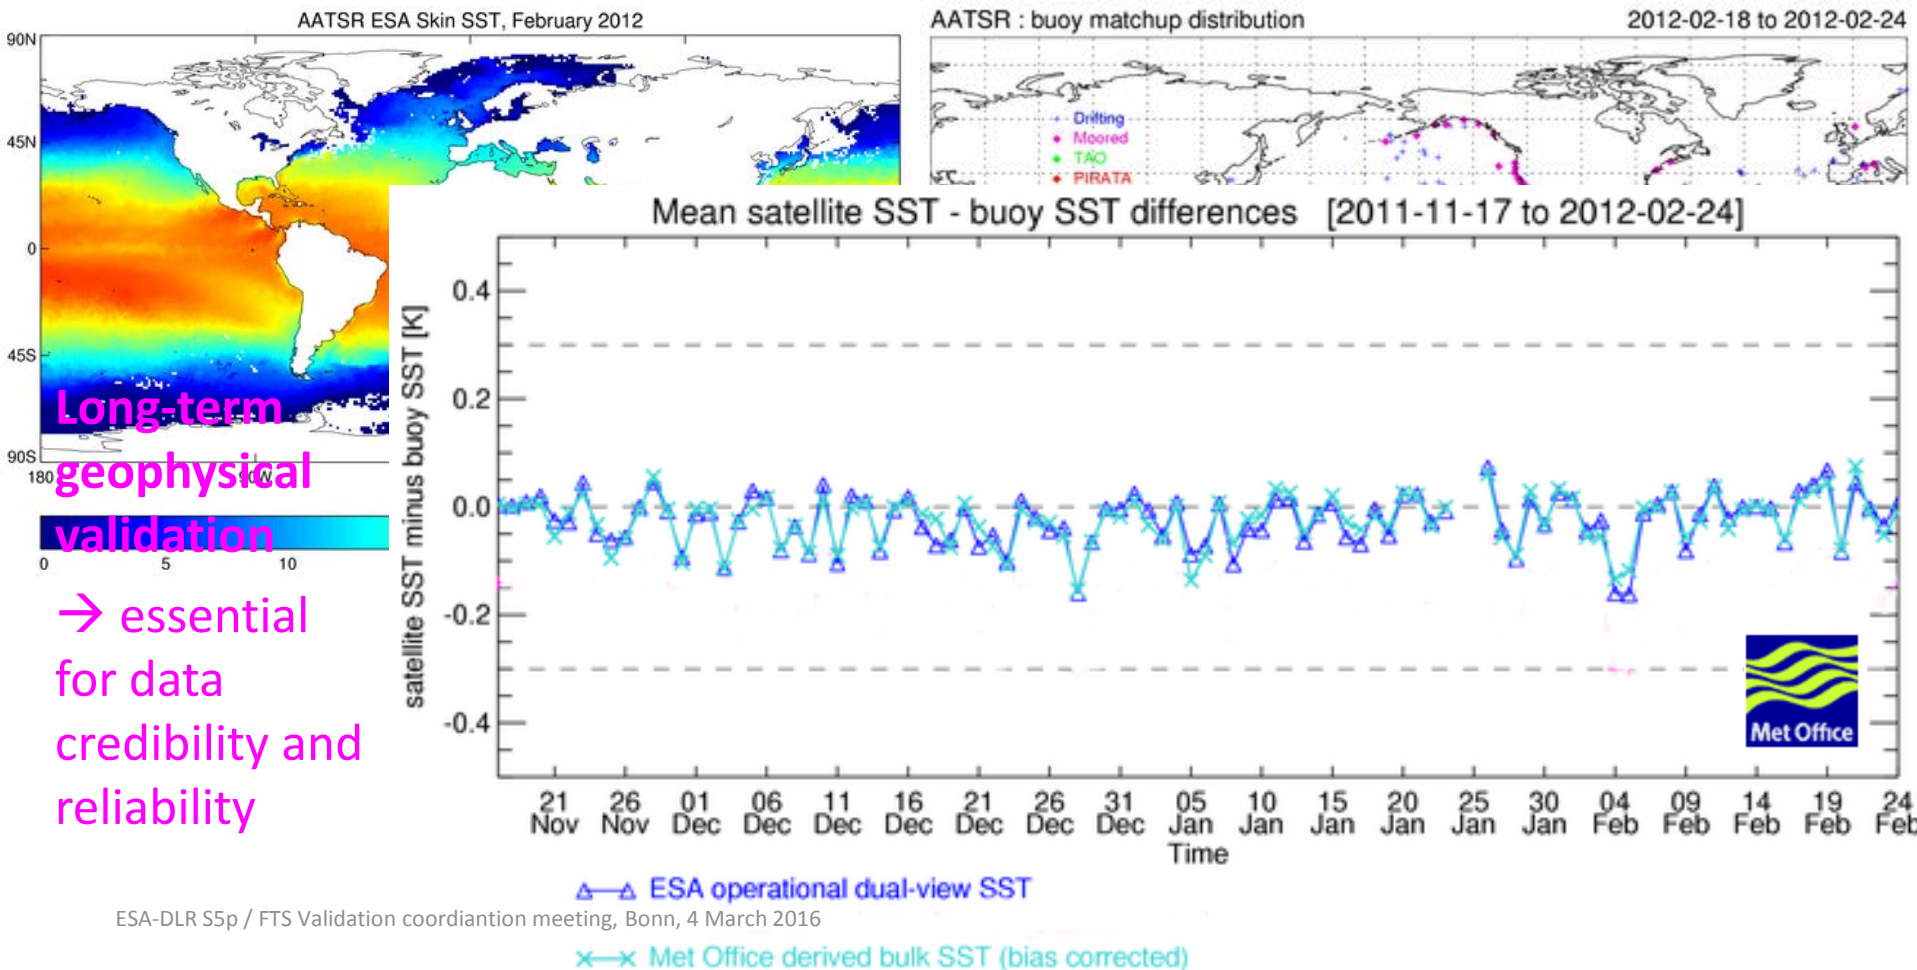 AATSR ESA Skin SST, February 2012
90N
45N
0
45S
90S
180
90W
0
5
10
AATSR : buoy matchup distribution
2012-02-18 to 2012-02-24
Drifting
Moored
TAO
PIRATA
Mean satellite SST - buoy SST differences [2011-11-17 to 2012-02-24]
satellite SST minus buoy SST [K]
0.4
0.2
0.0
-0.2
-0.4
21 26 01 06 11 16 21 26 31 05 10 15 20 25 30 04 09 14 19 24
Nov Nov Dec Dec Dec Dec Dec Dec Dec Jan Jan Jan Jan Jan Jan Feb Feb Feb Feb Feb
Time
Met Office
Long-term
geophysical
validation
→ essential
for data
credibility and
reliability
ESA operational dual-view SST
ESA-DLR S5p / FTS Validation coordiantion meeting, Bonn, 4 March 2016
Met Office derived bulk SST (bias corrected)